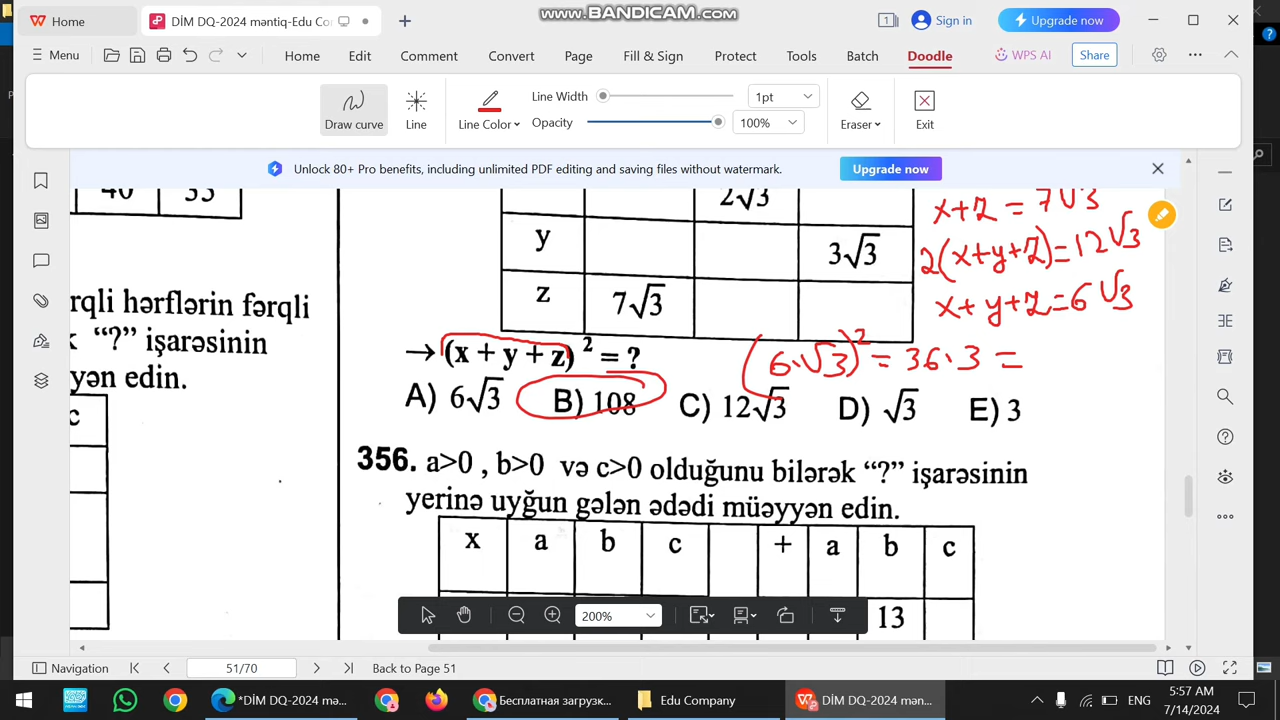 www.BANDICAM.com
Home
DİM DQ-2024 məntiq-Edu Co
1
Sign in
Upgrade now
Menu
Home
Edit
Comment
Convert
Page
Fill & Sign
Protect
Tools
Batch
Doodle
WPS AI
Share
Draw curve
Line
Line Color
Line Width
1pt
Opacity
100%
Eraser
Exit
Unlock 80+ Pro benefits, including unlimited PDF editing and saving files without watermark.
Upgrade now
40 33
2√3
y 3√3
z 7√3
x+z = 7√3
2(x+y+z)=12√3
x+y+z=6√3
rqli hərflərin fərqli
“?” işarəsinin
yən edin.
c
→ (x + y + z)² = ?
(6·√3)² = 36·3 =
A) 6√3 B) 108 C) 12√3 D) √3 E) 3
356. a>0 , b>0 və c>0 olduğunu bilərək “?” işarəsinin
yerinə uyğun gələn ədədi müəyyən edin.
x a b c + a b c
13
200%
Navigation
51/70
Back to Page 51
*DİM DQ-2024 mən...
Бесплатная загрузк...
Edu Company
DİM DQ-2024 mən...
ENG
5:57 AM
7/14/2024